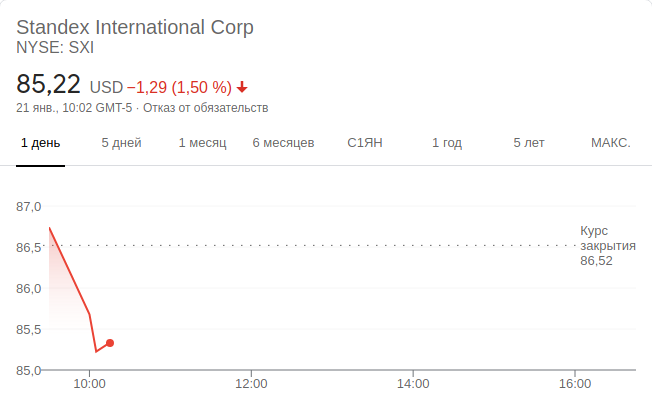 Standex International Corp
NYSE: SXI
85,22 USD −1,29 (1,50 %)
21 янв., 10:02 GMT-5 · Отказ от обязательств
1 день 5 дней 1 месяц 6 месяцев С1ЯН 1 год 5 лет МАКС.
87,0
Курс
86,5 закрытия
86,52
86,0
85,5
85,0
10:00 12:00 14:00 16:00